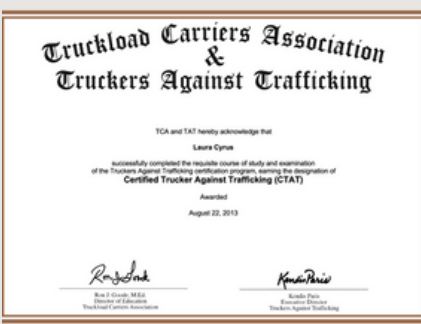 Truckload Carriers Association
&
Truckers Against Trafficking
TCA and TAT hereby acknowledge that
Laura Cyrus
successfully completed the requisite course of study and examination
of the Truckers Against Trafficking certification program, earning the designation of
Certified Trucker Against Trafficking (CTAT)
Awarded
August 22, 2013
Ron J. Goode, M.Ed.
Director of Education
Truckload Carriers Association
Kendis Paris
Kendis Paris
Executive Director
Truckers Against Trafficking